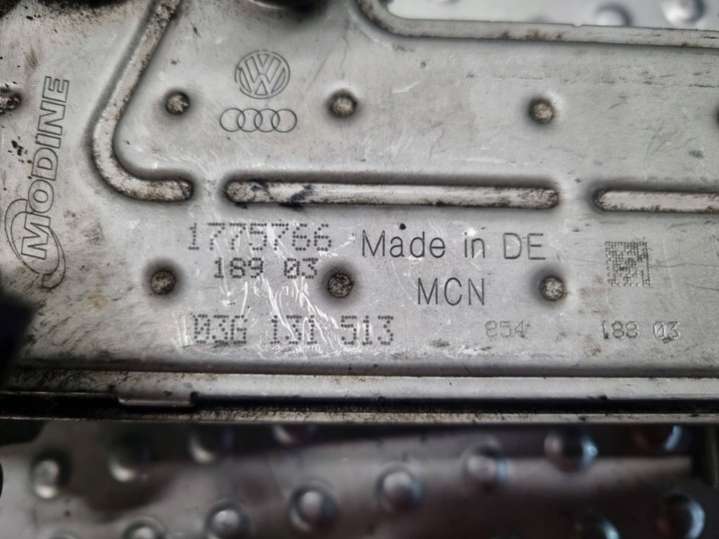 MODINE
1775766
Made in DE
189 03
MCN
03G 131 513
854
188 03